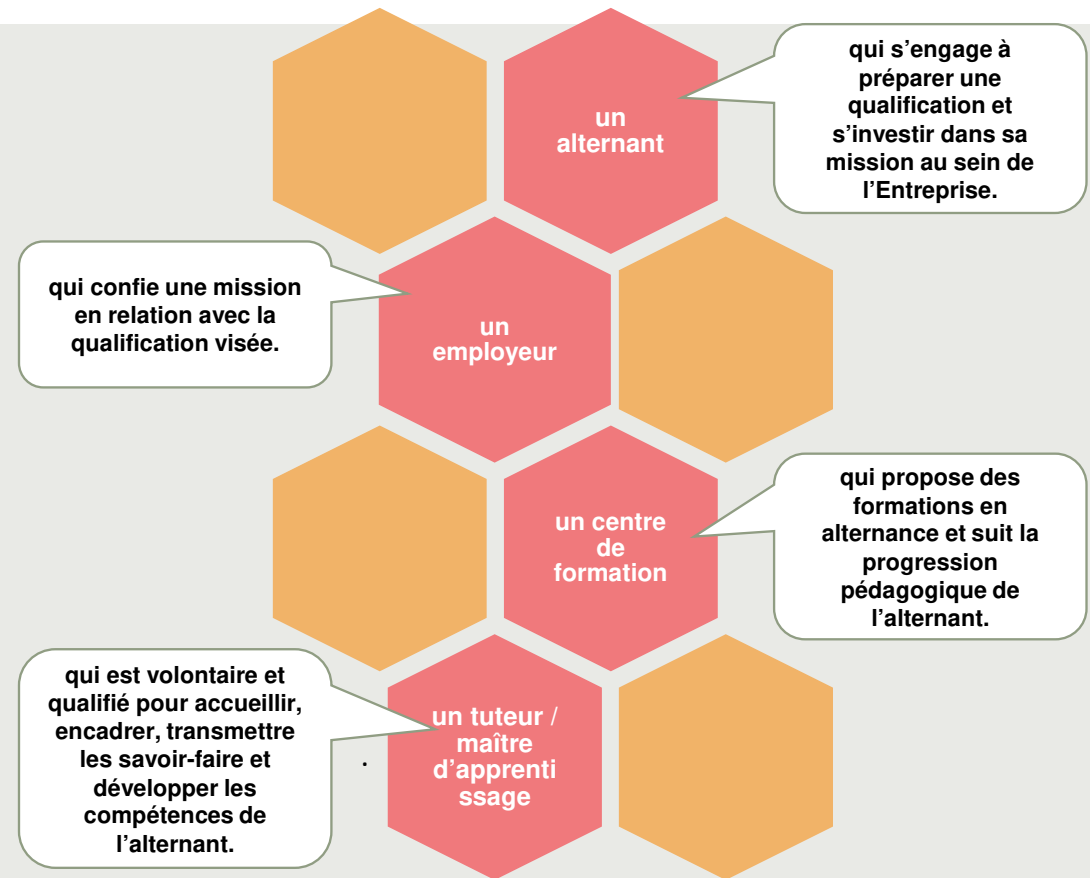 un
alternant
qui s’engage à
préparer une
qualification et
s’investir dans sa
mission au sein de
l’Entreprise.
qui confie une mission
en relation avec la
qualification visée.
un
employeur
un centre
de
formation
qui propose des
formations en
alternance et suit la
progression
pédagogique de
l’alternant.
qui est volontaire et
qualifié pour accueillir,
encadrer, transmettre
les savoir-faire et
développer les
compétences de
l’alternant.
.
un tuteur /
maître
d’apprenti
ssage